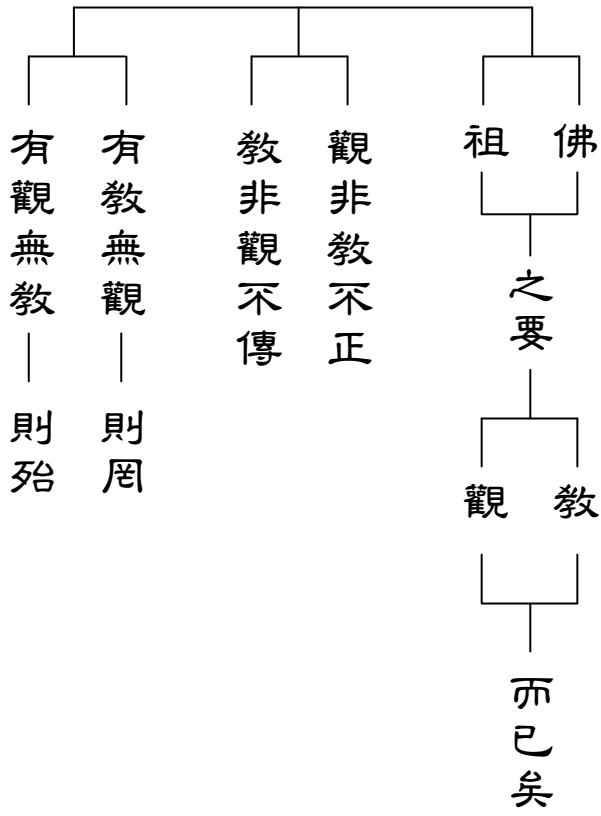 佛
祖
之要
教
觀
而已矣
觀非教不正
教非觀不傳
有教無觀
則罔
有觀無教
則殆